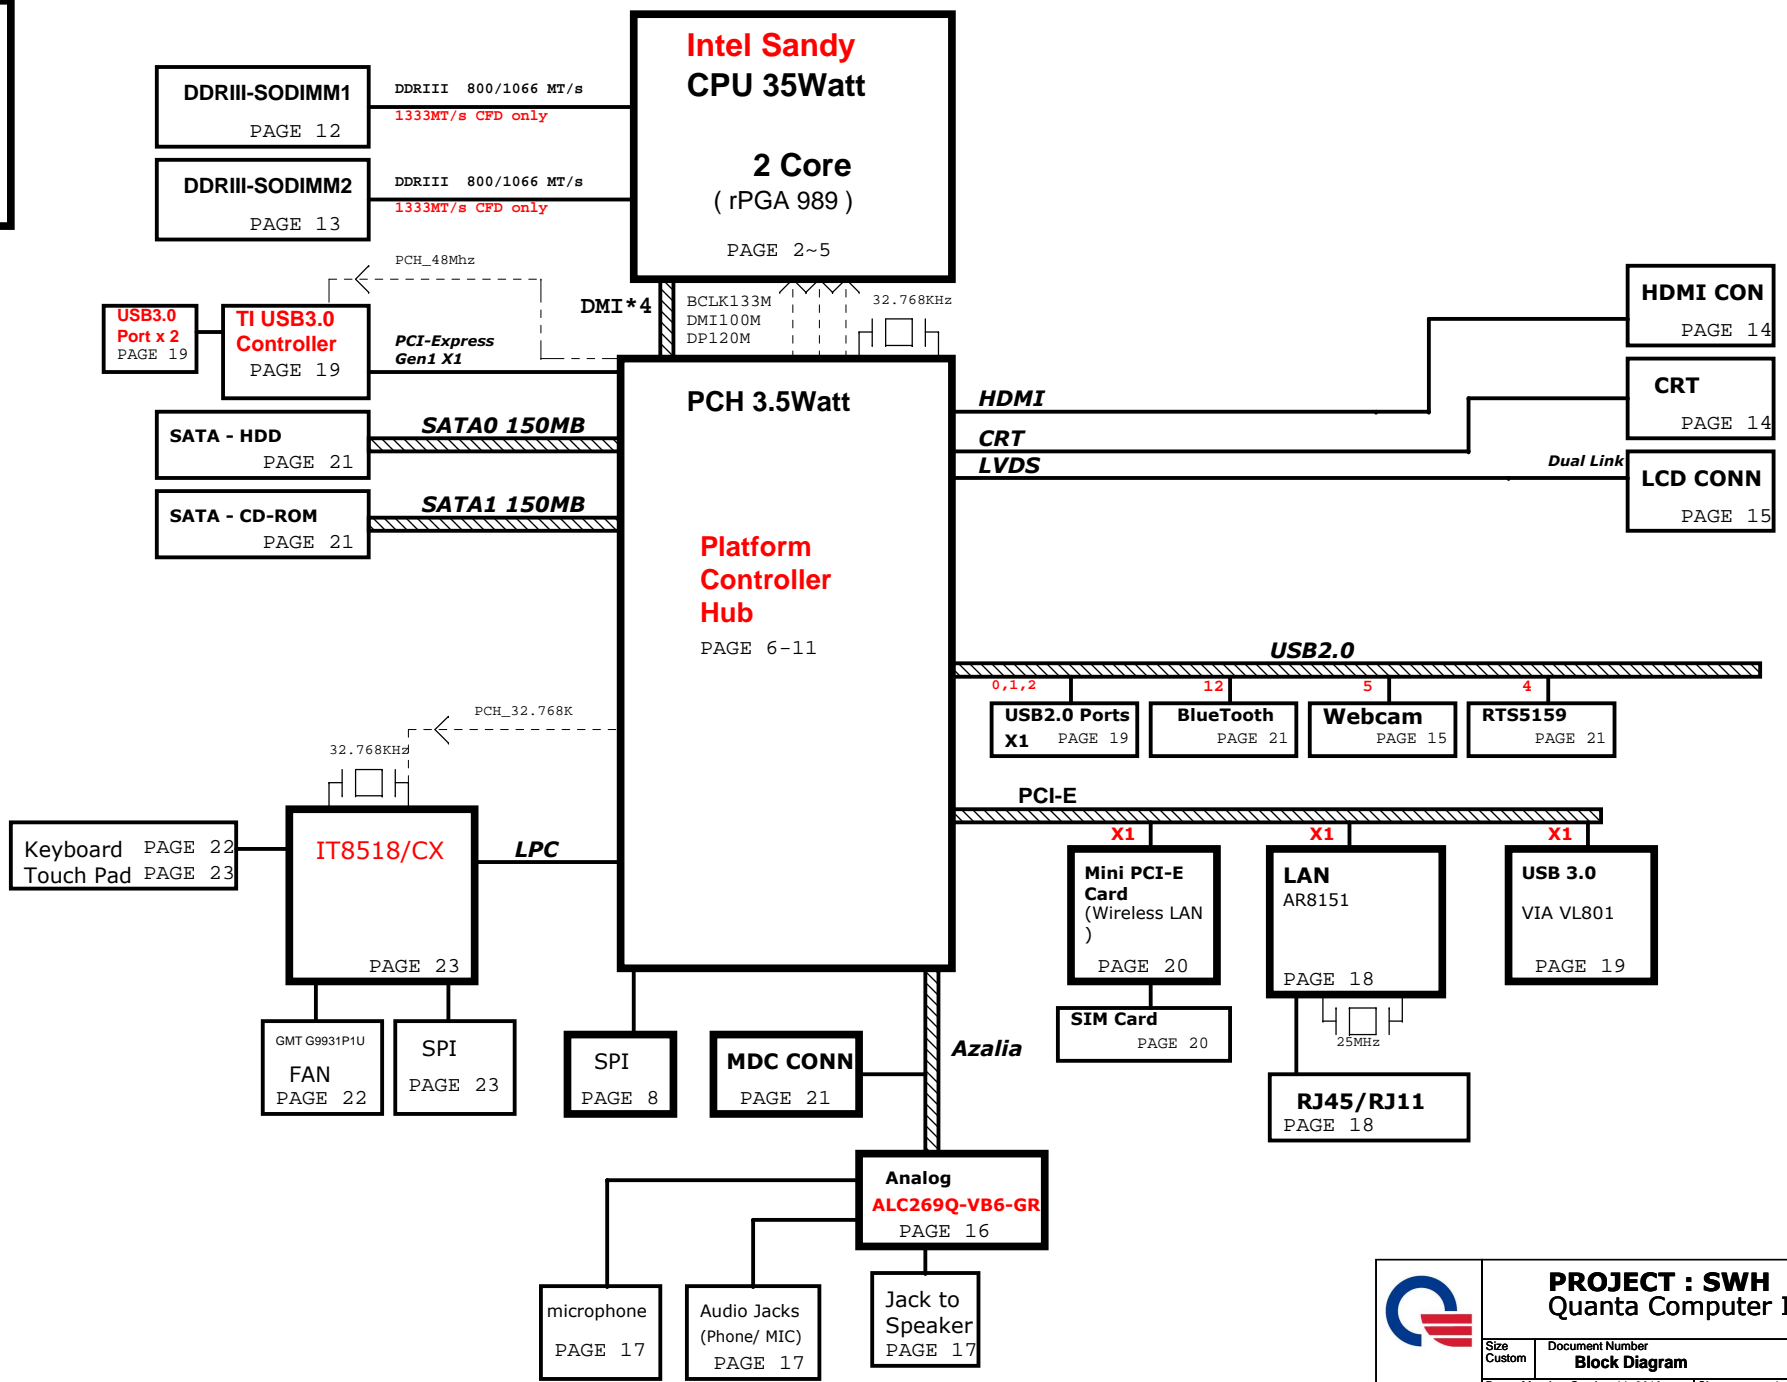 Intel Sandy
CPU 35Watt
2 Core
( rPGA 989 )
PAGE 2~5
DDRIII-SODIMM1
PAGE 12
DDRIII 800/1066 MT/s
1333MT/s CFD only
DDRIII-SODIMM2
PAGE 13
DDRIII 800/1066 MT/s
1333MT/s CFD only
PCH_48Mhz
DMI*4
BCLK133M
DMI100M
DP120M
32.768KHz
USB3.0
Port x 2
PAGE 19
TI USB3.0
Controller
PAGE 19
PCI-Express
Gen1 X1
SATA - HDD
PAGE 21
SATA0 150MB
SATA - CD-ROM
PAGE 21
SATA1 150MB
PCH 3.5Watt
Platform
Controller
Hub
PAGE 6-11
HDMI
CRT
LVDS
Dual Link
HDMI CON
PAGE 14
CRT
PAGE 14
LCD CONN
PAGE 15
USB2.0
0,1,2
12
5
4
USB2.0 Ports
X1 PAGE 19
BlueTooth
PAGE 21
Webcam
PAGE 15
RTS5159
PAGE 21
PCH_32.768K
32.768KHz
IT8518/CX
PAGE 23
LPC
Keyboard PAGE 22
Touch Pad PAGE 23
PCI-E
X1
X1
X1
Mini PCI-E
Card
(Wireless LAN
)
PAGE 20
LAN
AR8151
PAGE 18
USB 3.0
VIA VL801
PAGE 19
SIM Card
PAGE 20
25MHz
RJ45/RJ11
PAGE 18
GMT G9931P1U
FAN
PAGE 22
SPI
PAGE 23
SPI
PAGE 8
MDC CONN
PAGE 21
Azalia
Analog
ALC269Q-VB6-GR
PAGE 16
microphone
PAGE 17
Audio Jacks
(Phone/ MIC)
PAGE 17
Jack to
Speaker
PAGE 17
PROJECT : SWH
Quanta Computer
Size
Custom
Document Number
Block Diagram